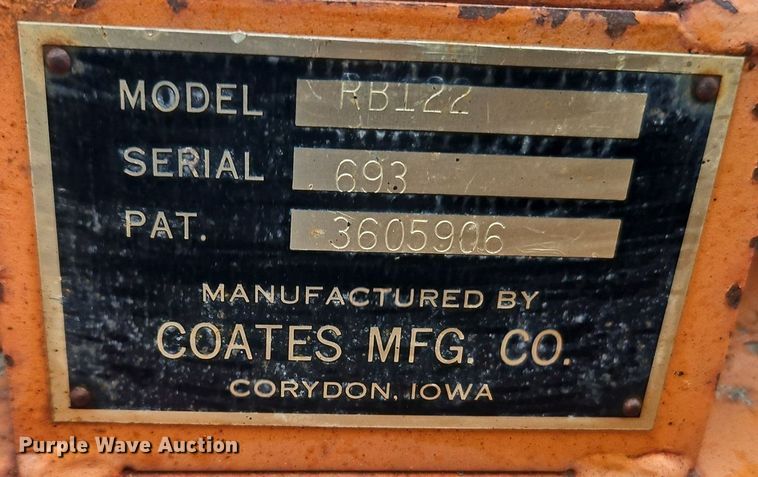 MODEL RB122
SERIAL 693
PAT. 3605906
MANUFACTURED BY
COATES MFG. CO.
CORYDON, IOWA
Purple Wave Auction